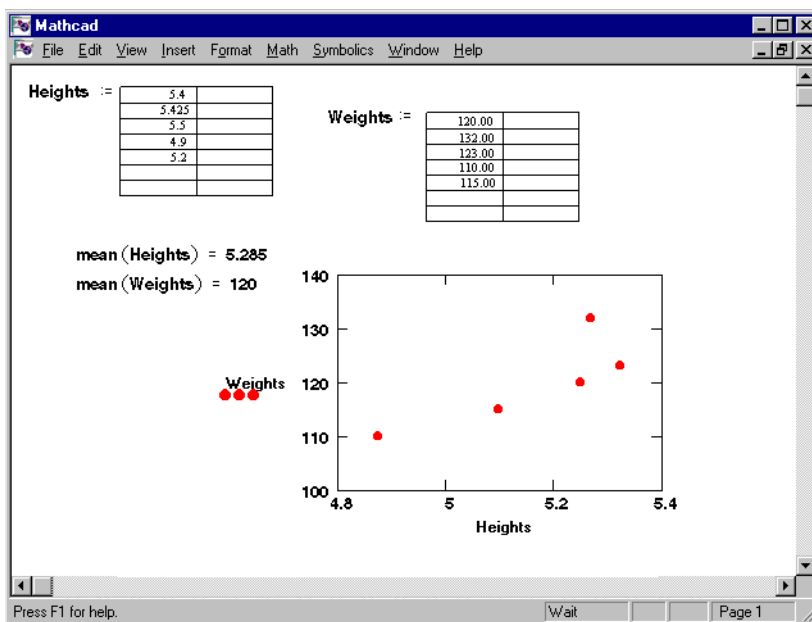 Mathcad
File Edit View Insert Format Math Symbolics Window Help
Heights :=
5.4
5.425
5.5
4.9
5.2
Weights :=
120.00
132.00
123.00
110.00
115.00
mean(Heights) = 5.285
mean(Weights) = 120
140
130
120
110
100
Weights
4.8 5 5.2 5.4
Heights
Press F1 for help. Wait Page 1